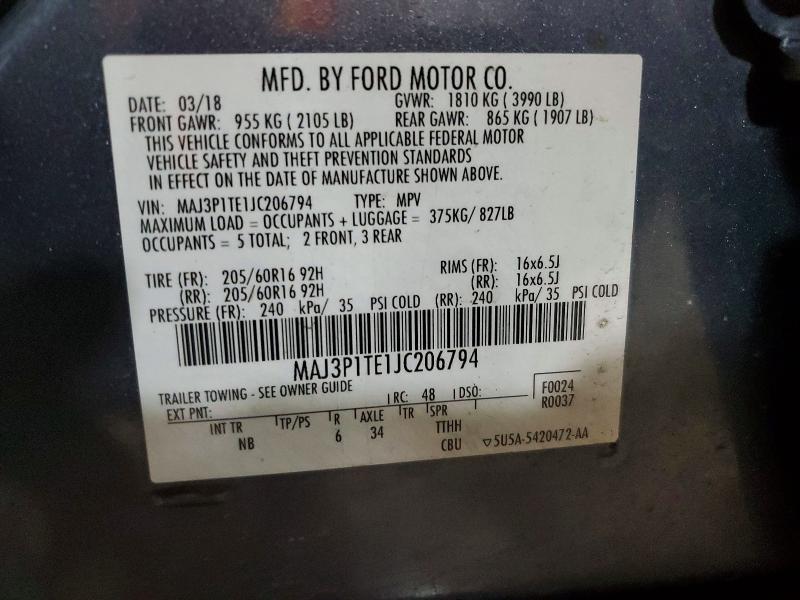 MFD. BY FORD MOTOR CO.
DATE: 03/18 GVWR: 1810 KG ( 3990 LB)
FRONT GAWR: 955 KG ( 2105 LB) REAR GAWR: 865 KG ( 1907 LB)
THIS VEHICLE CONFORMS TO ALL APPLICABLE FEDERAL MOTOR
VEHICLE SAFETY AND THEFT PREVENTION STANDARDS
IN EFFECT ON THE DATE OF MANUFACTURE SHOWN ABOVE.
VIN: MAJ3P1TE1JC206794 TYPE: MPV
MAXIMUM LOAD = OCCUPANTS + LUGGAGE = 375KG/ 827LB
OCCUPANTS = 5 TOTAL; 2 FRONT, 3 REAR
TIRE (FR): 205/60R16 92H RIMS (FR): 16x6.5J
(RR): 205/60R16 92H (RR): 16x6.5J
PRESSURE (FR): 240 kPa/ 35 PSI COLD (RR): 240 kPa/ 35 PSI COLD
MAJ3P1TE1JC206794
TRAILER TOWING - SEE OWNER GUIDE
EXT PNT: RC: 48 DSO: F0024
R0037
INT TR TP/PS R AXLE TR SPR
NB 6 34 TTHH
CBU 5USA-5420472-AA